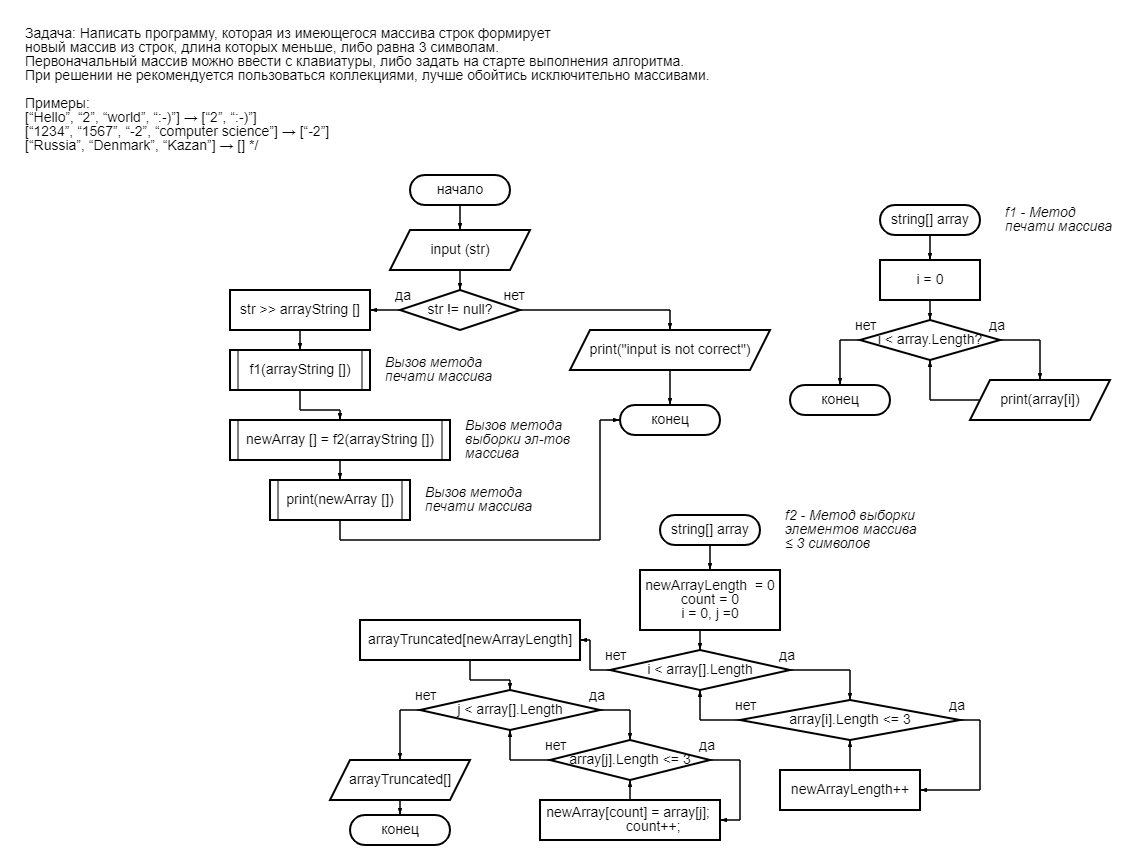 Задача: Написать программу, которая из имеющегося массива строк формирует
новый массив из строк, длина которых меньше, либо равна 3 символам.
Первоначальный массив можно ввести с клавиатуры, либо задать на старте выполнения алгоритма.
При решении не рекомендуется пользоваться коллекциями, лучше обойтись исключительно массивами.
Примеры:
[“Hello”, “2”, “world”, “:-)”] → [“2”, “:-)”]
[“1234”, “1567”, “-2”, “computer science”] → [“-2”]
[“Russia”, “Denmark”, “Kazan”] → [] */
начало
input (str)
str != null?
да
нет
str >> arrayString []
f1(arrayString [])
Вызов метода
печати массива
newArray [] = f2(arrayString [])
Вызов метода
выборки эл-тов
массива
print(newArray [])
Вызов метода
печати массива
print("input is not correct")
конец
string[] array
f1 - Метод
печати массива
i = 0
нет
да
i < array.Length?
конец
print(array[i])
string[] array
f2 - Метод выборки
элементов массива
≤ 3 символов
newArrayLength  = 0
count = 0
i = 0, j =0
нет
да
i < array[].Length
arrayTruncated[newArrayLength]
нет
да
array[i].Length <= 3
newArrayLength++
нет
да
j < array[].Length
нет
да
array[j].Length <= 3
newArray[count] = array[j];
count++;
arrayTruncated[]
конец